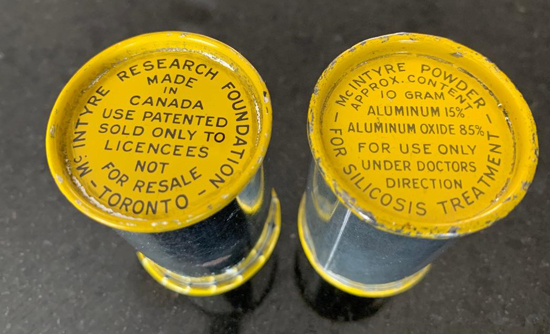 McINTYRE RESEARCH FOUNDATION
- TORONTO -
MADE
IN
CANADA
USE PATENTED
SOLD ONLY TO
LICENCEES
NOT
FOR RESALE
- McINTYRE POWDER -
APPROX. CONTENT
10 GRAM
ALUMINUM 15%
ALUMINUM OXIDE 85%
FOR USE ONLY
UNDER DOCTORS
DIRECTION
FOR SILICOSIS TREATMENT